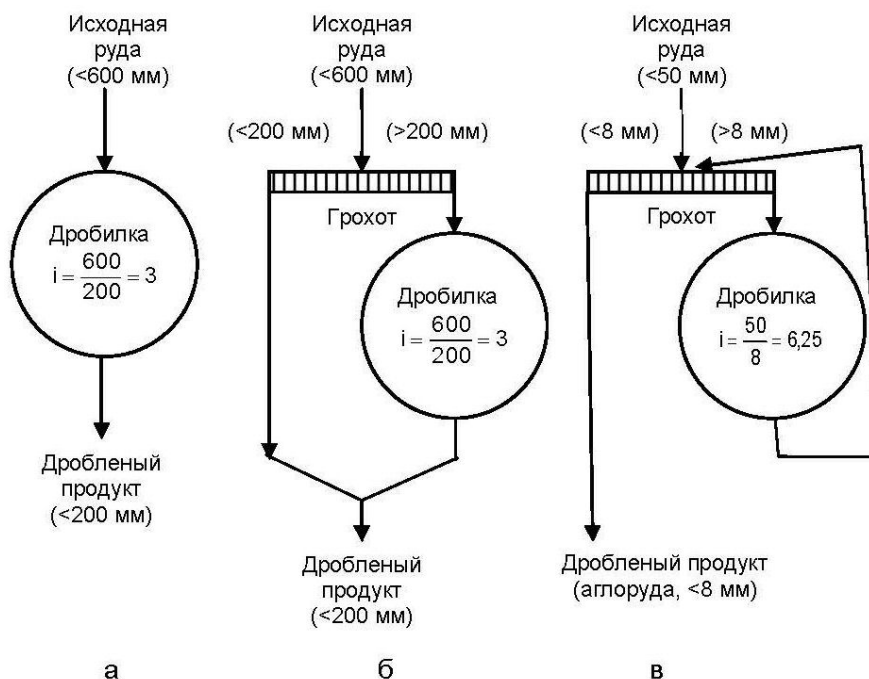 Исходная
руда
(<600 мм)
Дробилка
i = 600/200 = 3
Дробленый
продукт
(<200 мм)
а
Исходная
руда
(<600 мм)
(<200 мм) (>200 мм)
Грохот
Дробилка
i = 600/200 = 3
Дробленый
продукт
(<200 мм)
б
Исходная
руда
(<50 мм)
(<8 мм) (>8 мм)
Грохот
Дробилка
i = 50/8 = 6,25
Дробленый продукт
(аглоруда, <8 мм)
в